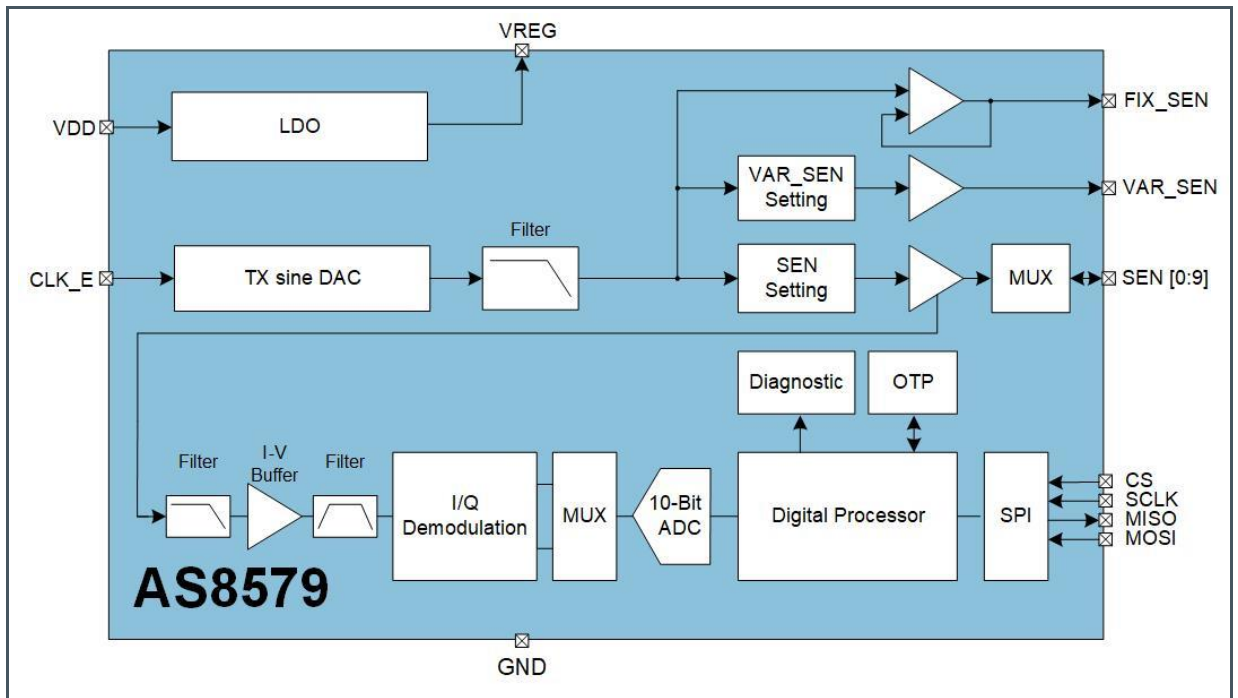 VREG
VDD
LDO
FIX_SEN
VAR_SEN
Setting
VAR_SEN
Filter
CLK_E
TX sine DAC
SEN
Setting
MUX
SEN [0:9]
Diagnostic
OTP
Filter
I-V
Buffer
Filter
I/Q
Demodulation
MUX
10-Bit
ADC
Digital Processor
SPI
CS
SCLK
MISO
MOSI
AS8579
GND